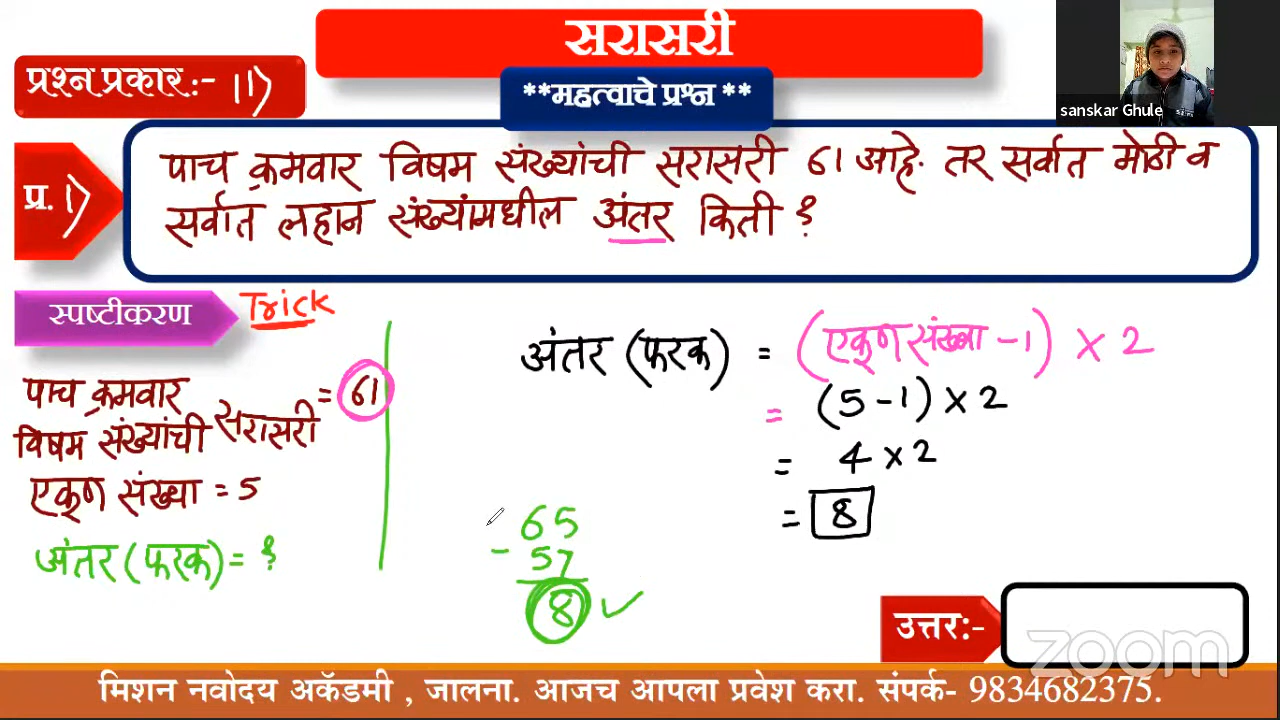 सरासरी
sanskar Ghule
प्रश्न प्रकार:- 11)
**महत्वाचे प्रश्न **
प्र. 1)
पाच क्रमवार विषम संख्यांची सरासरी 61 आहे. तर सर्वात मोठी व
सर्वात लहान संख्यांमधील अंतर किती ?
स्पष्टीकरण
Trick
पाच क्रमवार
विषम संख्यांची सरासरी = 61
एकूण संख्या = 5
अंतर (फरक) = ?
65
- 57
8 ✓
अंतर (फरक) = (एकूण संख्या - 1) × 2
= (5 - 1) × 2
= 4 × 2
= 8
उत्तर:-
zoom
मिशन नवोदय अॅकॅडमी , जालना. आजच आपला प्रवेश करा. संपर्क- 9834682375.